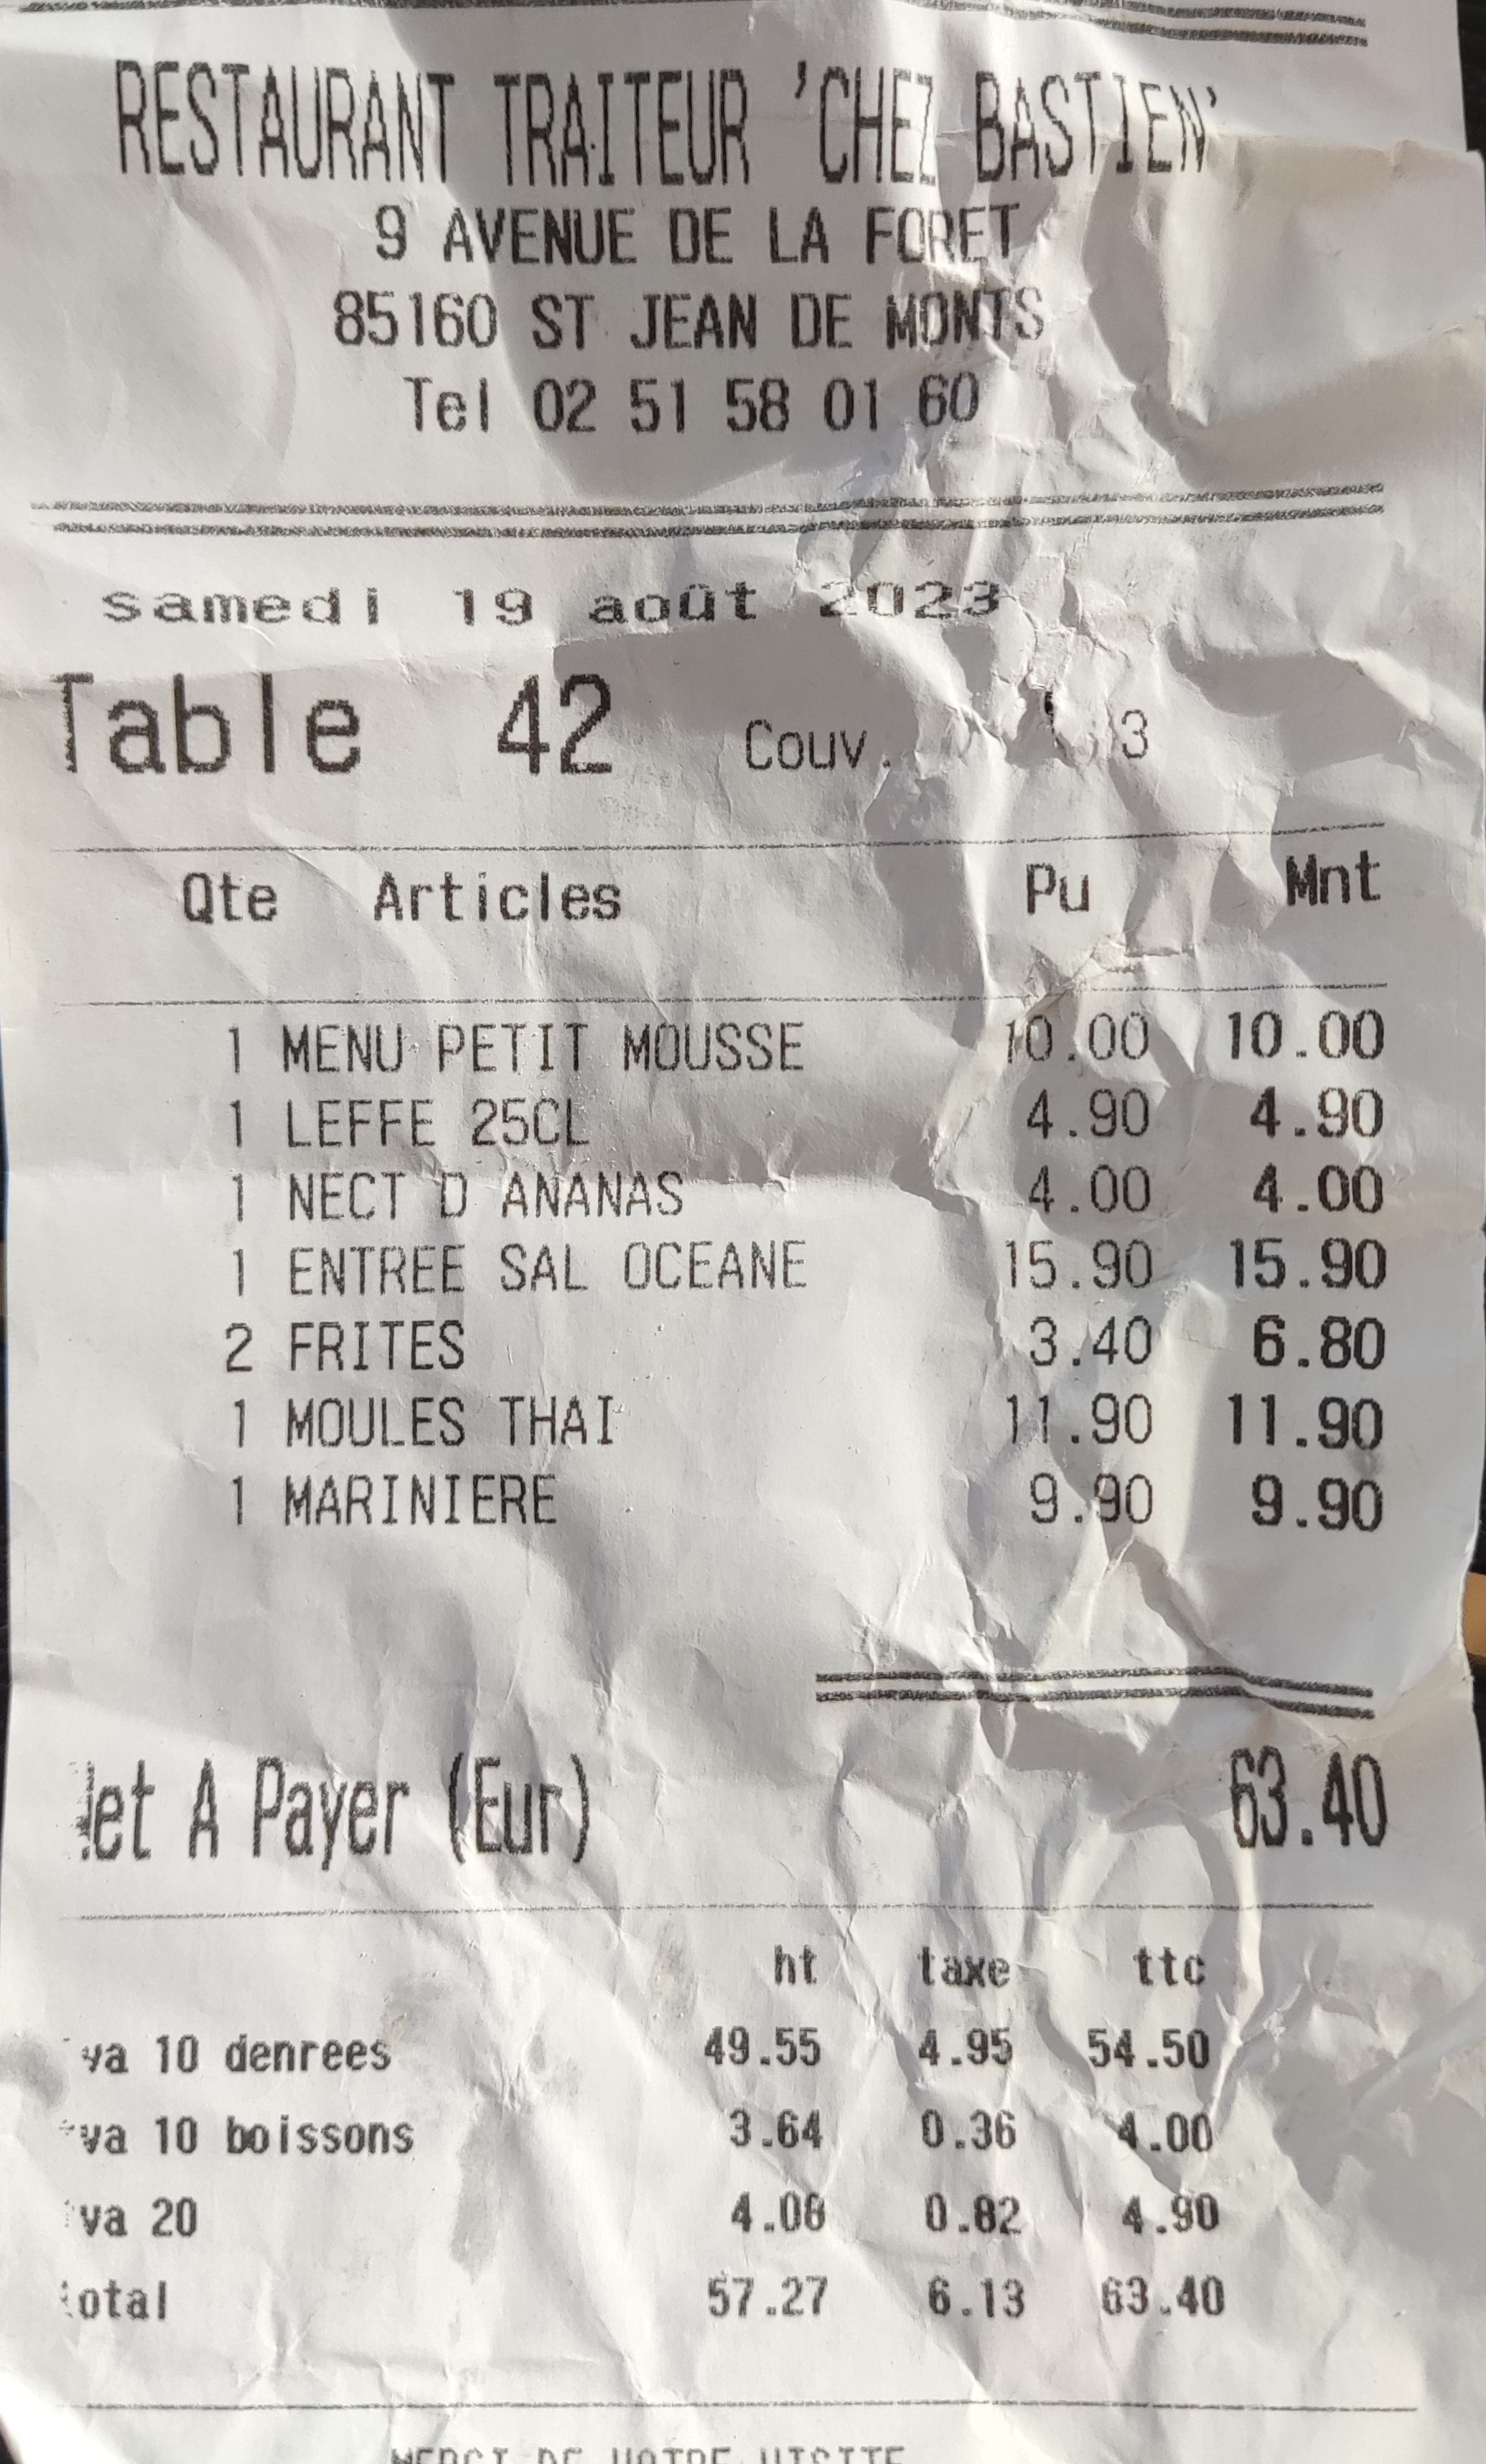 RESTAURANT TRAITEUR 'CHEZ BASTIEN'
9 AVENUE DE LA FORET
85160 ST JEAN DE MONTS
Tel 02 51 58 01 60
samedi 19 août 2023
Table 42 Couv. 3
Qte Articles Pu Mnt
1 MENU PETIT MOUSSE 10.00 10.00
1 LEFFE 25CL 4.90 4.90
1 NECT D ANANAS 4.00 4.00
1 ENTREE SAL OCEANE 15.90 15.90
2 FRITES 3.40 6.80
1 MOULES THAI 11.90 11.90
1 MARINIERE 9.90 9.90
Net A Payer (Eur) 63.40
ht taxe ttc
va 10 denrees 49.55 4.95 54.50
va 10 boissons 3.64 0.36 4.00
va 20 4.08 0.82 4.90
total 57.27 6.13 63.40
MERCI DE VOTRE VISITE